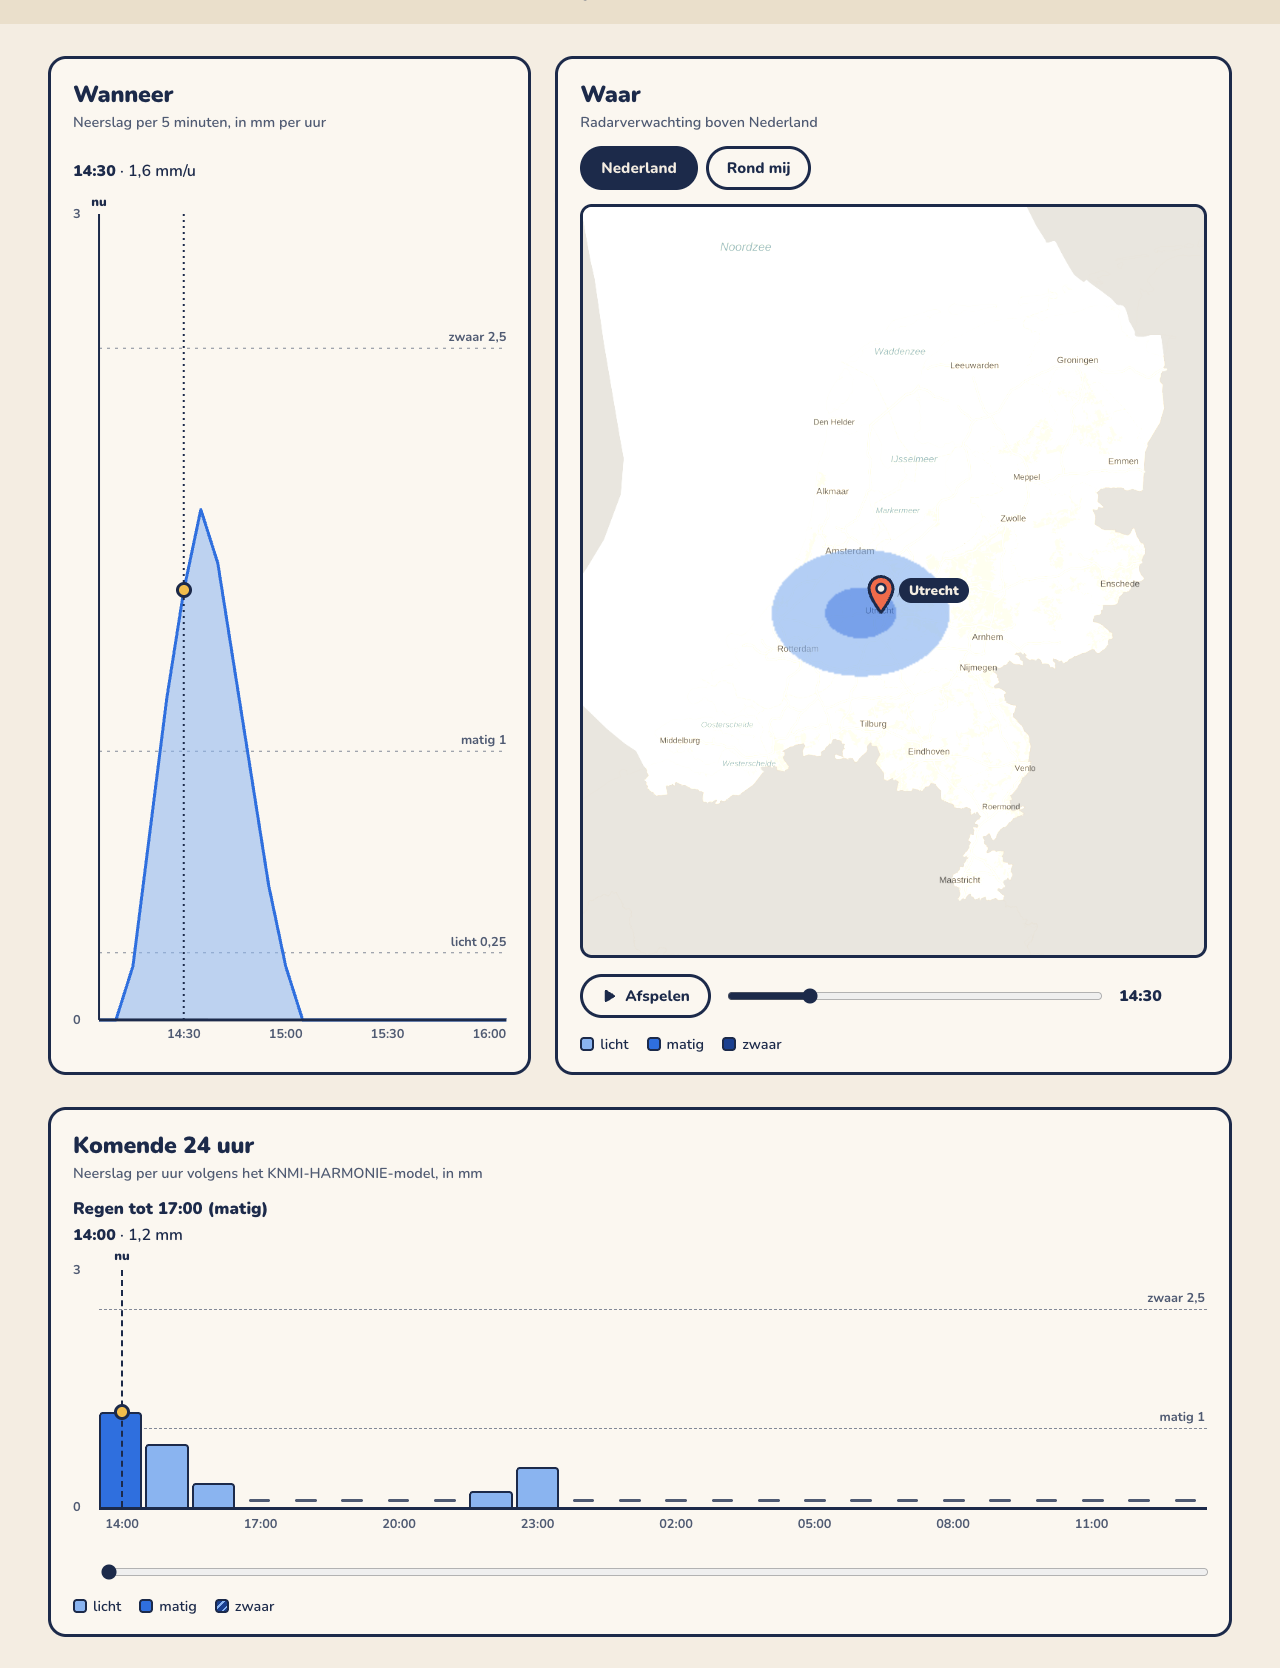 Wanneer
Neerslag per 5 minuten, in mm per uur
14:30 · 1,6 mm/u
nu
3
zwaar 2,5
matig 1
licht 0,25
0
14:30 15:00 15:30 16:00
Waar
Radarverwachting boven Nederland
Nederland Rond mij
Noordzee
Waddenzee
Leeuwarden
Groningen
Den Helder
IJsselmeer
Emmen
Meppel
Alkmaar
Markermeer
Zwolle
Amsterdam
Enschede
Utrecht
Utrecht
Arnhem
Rotterdam
Nijmegen
Oosterschelde
Tilburg
Middelburg
Eindhoven
Westerschelde
Venlo
Roermond
Maastricht
Afspelen 14:30
licht matig zwaar
Komende 24 uur
Neerslag per uur volgens het KNMI-HARMONIE-model, in mm
Regen tot 17:00 (matig)
14:00 · 1,2 mm
nu
3
zwaar 2,5
matig 1
0
14:00 17:00 20:00 23:00 02:00 05:00 08:00 11:00
licht matig zwaar